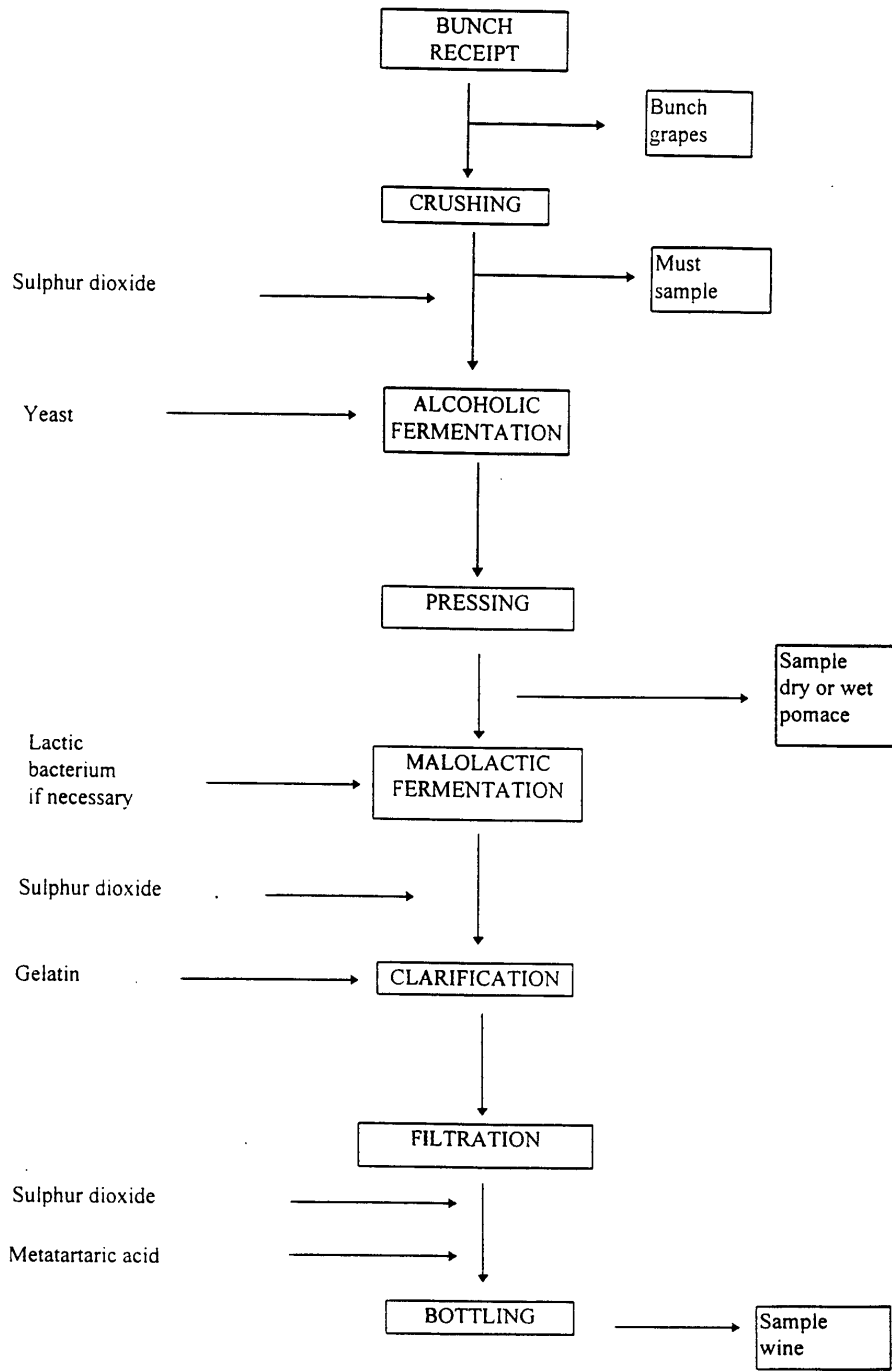 BUNCH
RECEIPT
Bunch
grapes
CRUSHING
Must
sample
Sulphur dioxide
Yeast
ALCOHOLIC
FERMENTATION
PRESSING
Sample
dry or wet
pomace
Lactic
bacterium
if necessary
MALOLACTIC
FERMENTATION
Sulphur dioxide
Gelatin
CLARIFICATION
FILTRATION
Sulphur dioxide
Metatartaric acid
BOTTLING
Sample
wine